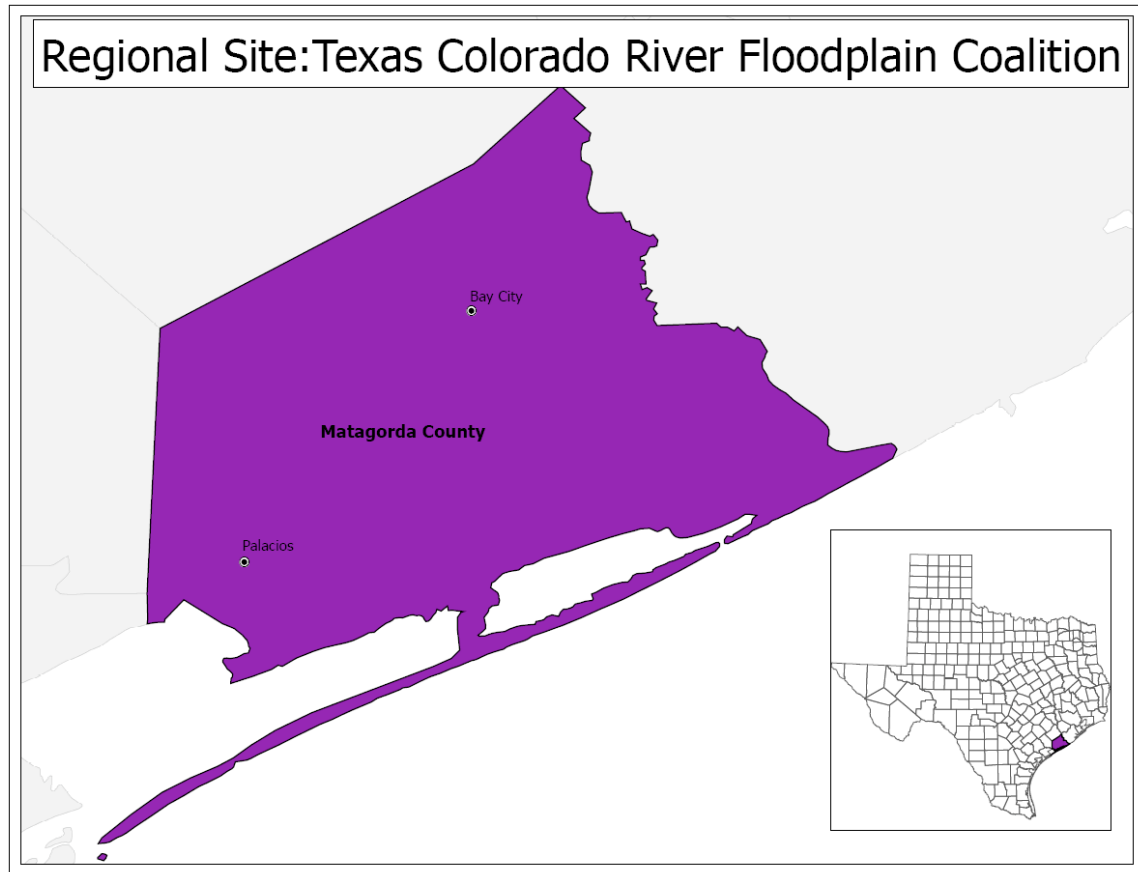 Regional Site:Texas Colorado River Floodplain Coalition
Bay City
Matagorda County
Palacios